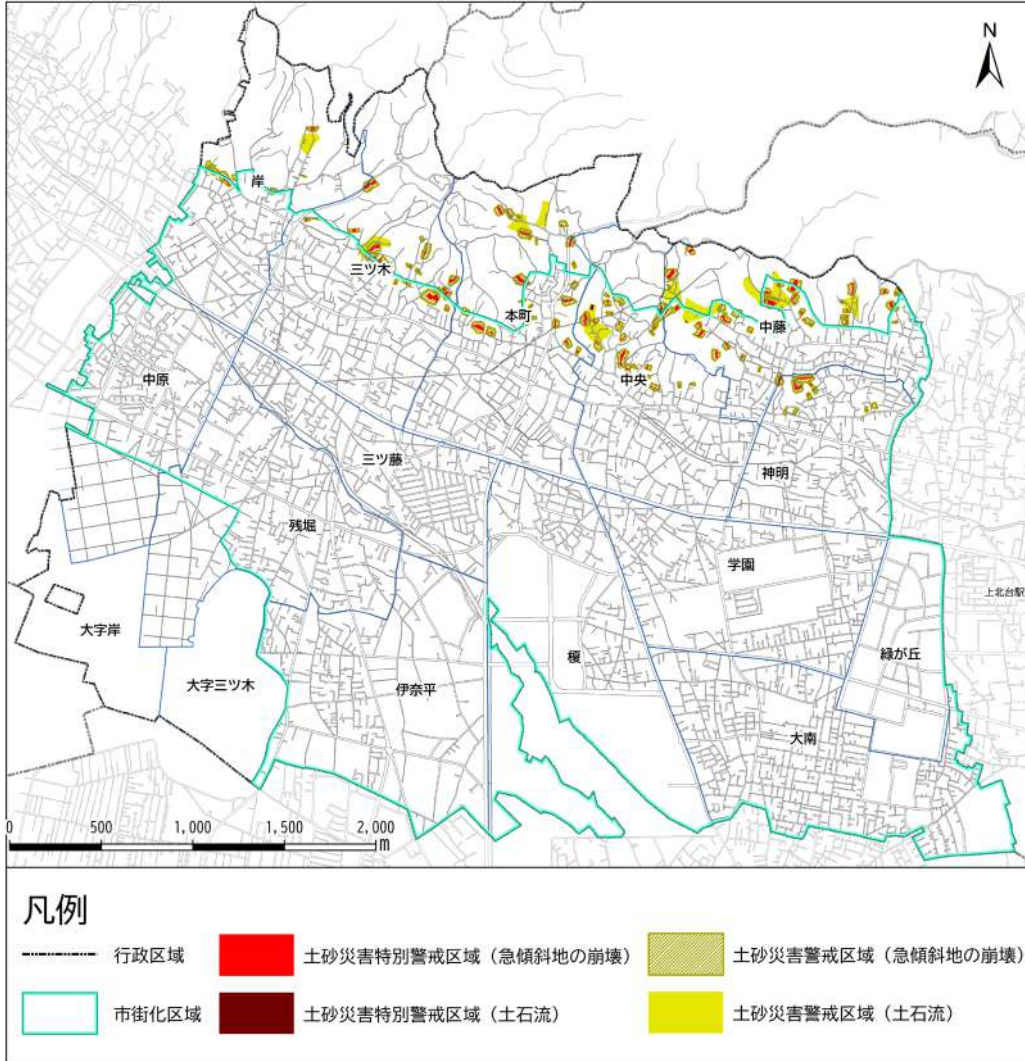 N
岸
三ツ木
本町
中藤
中原
中央
三ツ藤
神明
残堀
学園
上北台駅
大字岸
榎
緑が丘
大字三ツ木
伊奈平
大南
0 500 1,000 1,500 2,000
m
凡例
行政区域
土砂災害特別警戒区域（急傾斜地の崩壊）
土砂災害警戒区域（急傾斜地の崩壊）
市街化区域
土砂災害特別警戒区域（土石流）
土砂災害警戒区域（土石流）